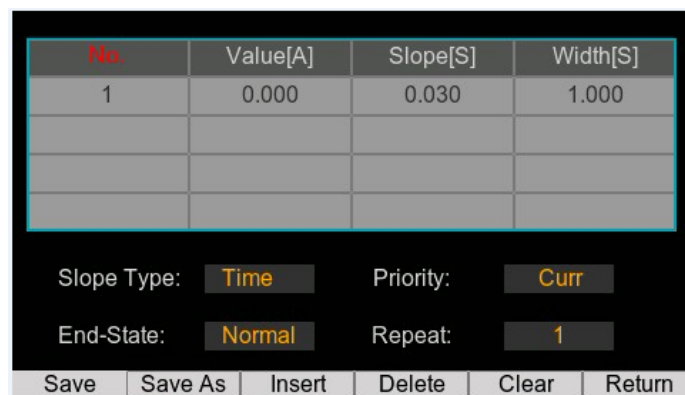 No. Value[A] Slope[S] Width[S]
1 0.000 0.030 1.000
Slope Type: Time Priority: Curr
End-State: Normal Repeat: 1
Save Save As Insert Delete Clear Return